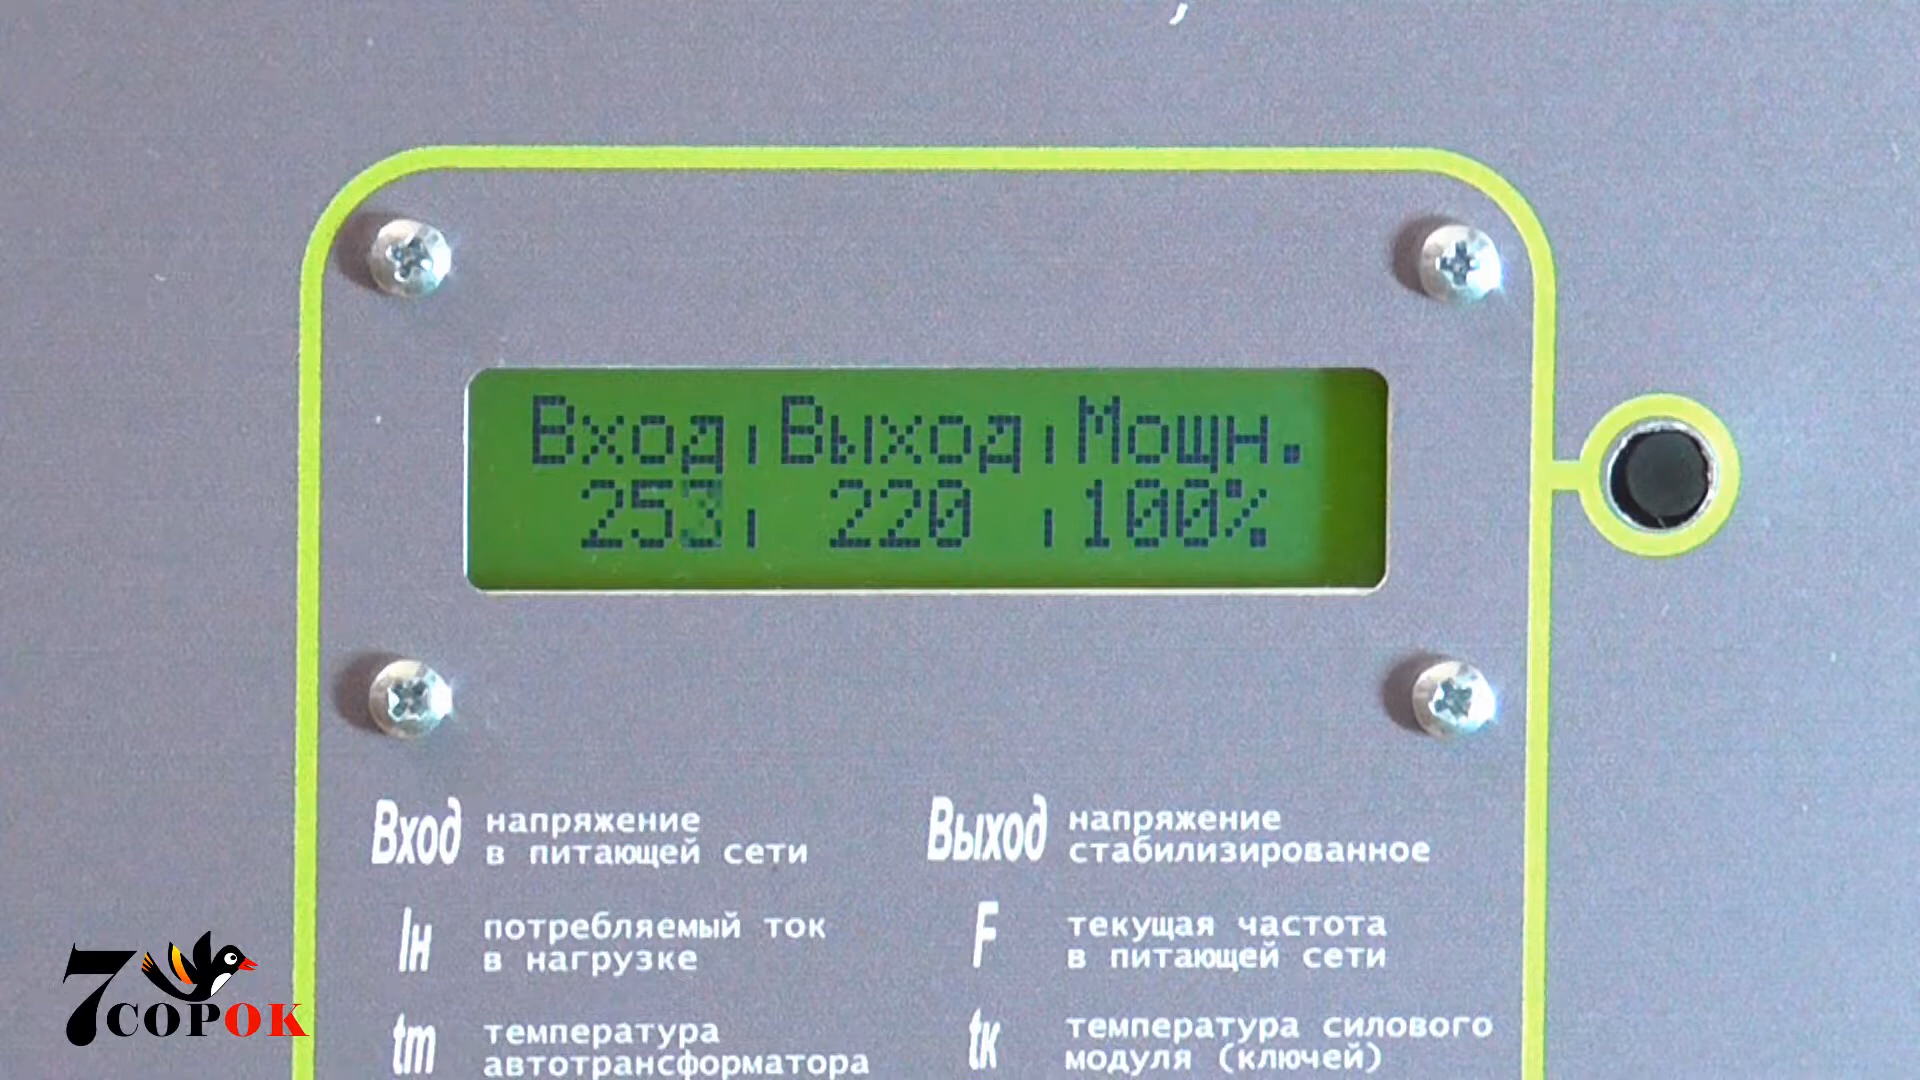 Вход Выход Мощн.
253 220 100%
Вход напряжение в питающей сети
Выход напряжение стабилизированное
Iн потребляемый ток в нагрузке
F текущая частота в питающей сети
tт температура автотрансформатора
tк температура силового модуля (ключей)
7 СОРОК